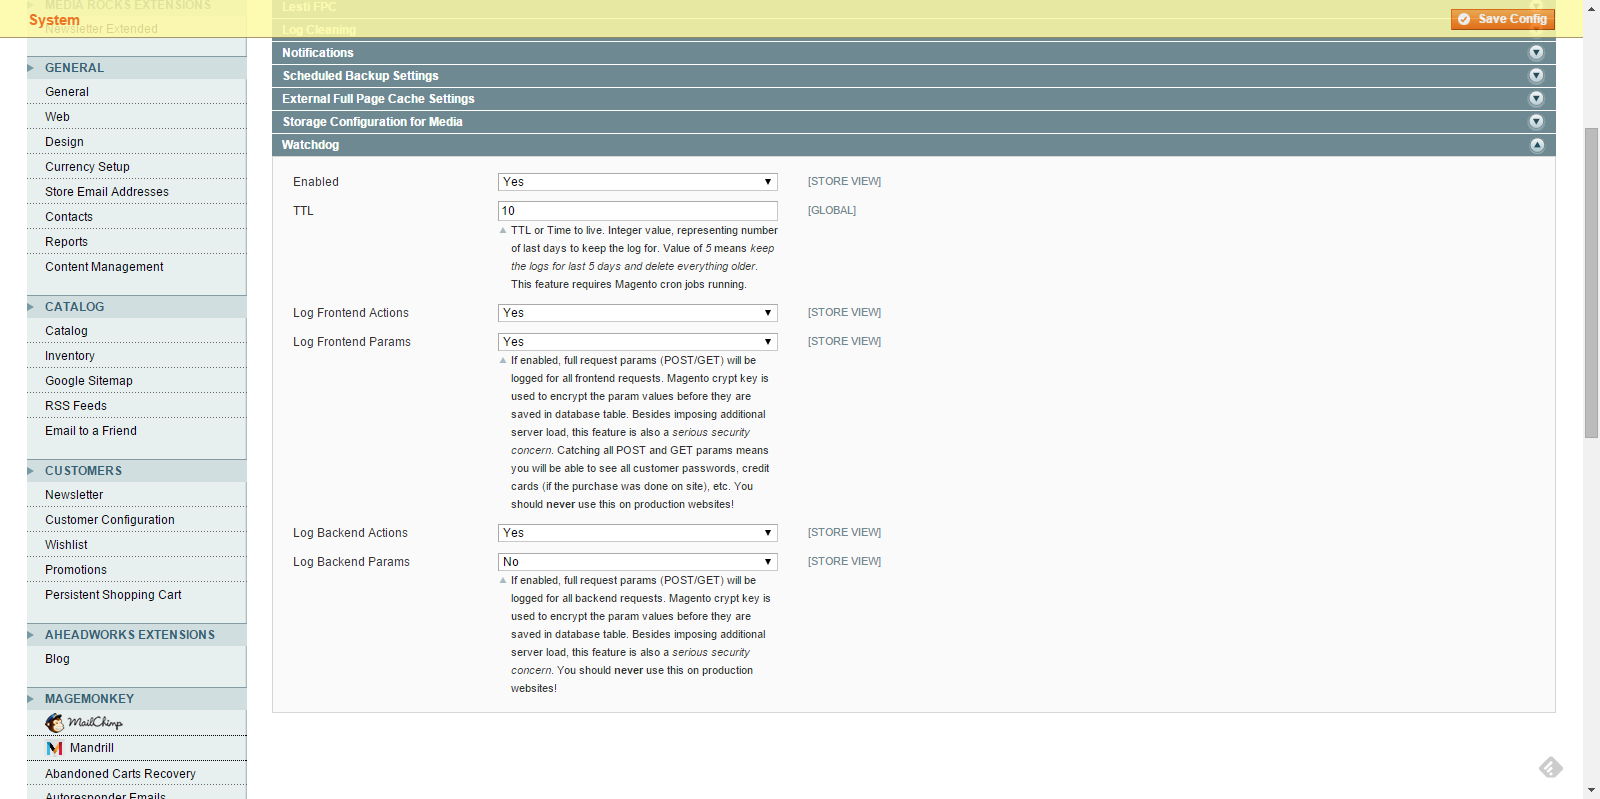 MEDIA ROCKS EXTENSIONS
System
Newsletter Extended
GENERAL
General
Web
Design
Currency Setup
Store Email Addresses
Contacts
Reports
Content Management
CATALOG
Catalog
Inventory
Google Sitemap
RSS Feeds
Email to a Friend
CUSTOMERS
Newsletter
Customer Configuration
Wishlist
Promotions
Persistent Shopping Cart
AHEADWORKS EXTENSIONS
Blog
MAGEMONKEY
MailChimp
Mandrill
Abandoned Carts Recovery
Autoresponder Emails
Save Config
Lesti FPC
Log Cleaning
Notifications
Scheduled Backup Settings
External Full Page Cache Settings
Storage Configuration for Media
Watchdog
Enabled Yes [STORE VIEW]
TTL 10 [GLOBAL]
TTL or Time to live. Integer value, representing number
of last days to keep the log for. Value of 5 means keep
the logs for last 5 days and delete everything older.
This feature requires Magento cron jobs running.
Log Frontend Actions Yes [STORE VIEW]
Log Frontend Params Yes [STORE VIEW]
If enabled, full request params (POST/GET) will be
logged for all frontend requests. Magento crypt key is
used to encrypt the param values before they are
saved in database table. Besides imposing additional
server load, this feature is also a serious security
concern. Catching all POST and GET params means
you will be able to see all customer passwords, credit
cards (if the purchase was done on site), etc. You
should never use this on production websites!
Log Backend Actions Yes [STORE VIEW]
Log Backend Params No [STORE VIEW]
If enabled, full request params (POST/GET) will be
logged for all backend requests. Magento crypt key is
used to encrypt the param values before they are
saved in database table. Besides imposing additional
server load, this feature is also a serious security
concern. You should never use this on production
websites!